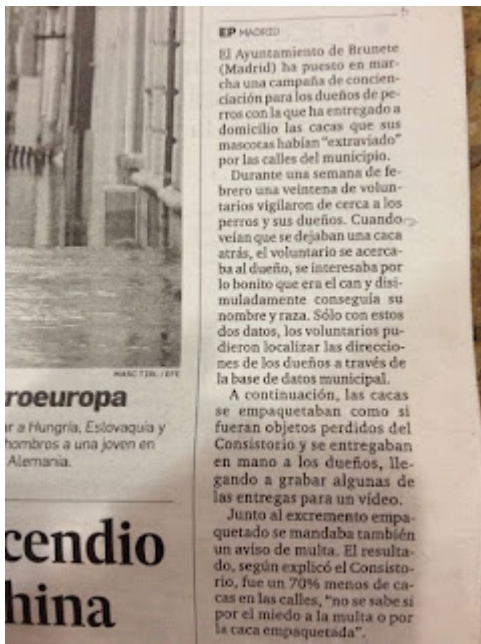 EP MADRID
El Ayuntamiento de Brunete
(Madrid) ha puesto en mar-
cha una campaña de concien-
ciación para los dueños de pe-
rros con la que ha entregado a
domicilio las cacas que sus
mascotas habían "extraviado"
por las calles del municipio.
Durante una semana de fe-
brero una veintena de volun-
tarios vigilaron de cerca a los
perros y sus dueños. Cuando
veían que se dejaban una caca
atrás, el voluntario se acerca-
ba al dueño, se interesaba por
lo bonito que era el can y disi-
muladamente conseguía su
nombre y raza. Sólo con estos
dos datos, los voluntarios pu-
dieron localizar las direccio-
nes de los dueños a través de
la base de datos municipal.
A continuación, las cacas
se empaquetaban como si
fueran objetos perdidos del
Consistorio y se entregaban
en mano a los dueños, lle-
gando a grabar algunas de
las entregas para un vídeo.
Junto al excremento empa-
quetado se mandaba también
un aviso de multa. El resulta-
do, según explicó el Consisto-
rio, fue un 70% menos de ca-
cas en las calles, "no se sabe si
por el miedo a la multa o por
la caca empaquetada".
MARC TIRL / EFE
roeuropa
ar a Hungría, Eslovaquia y
hombros a una joven en
Alemania.
cendio
hina